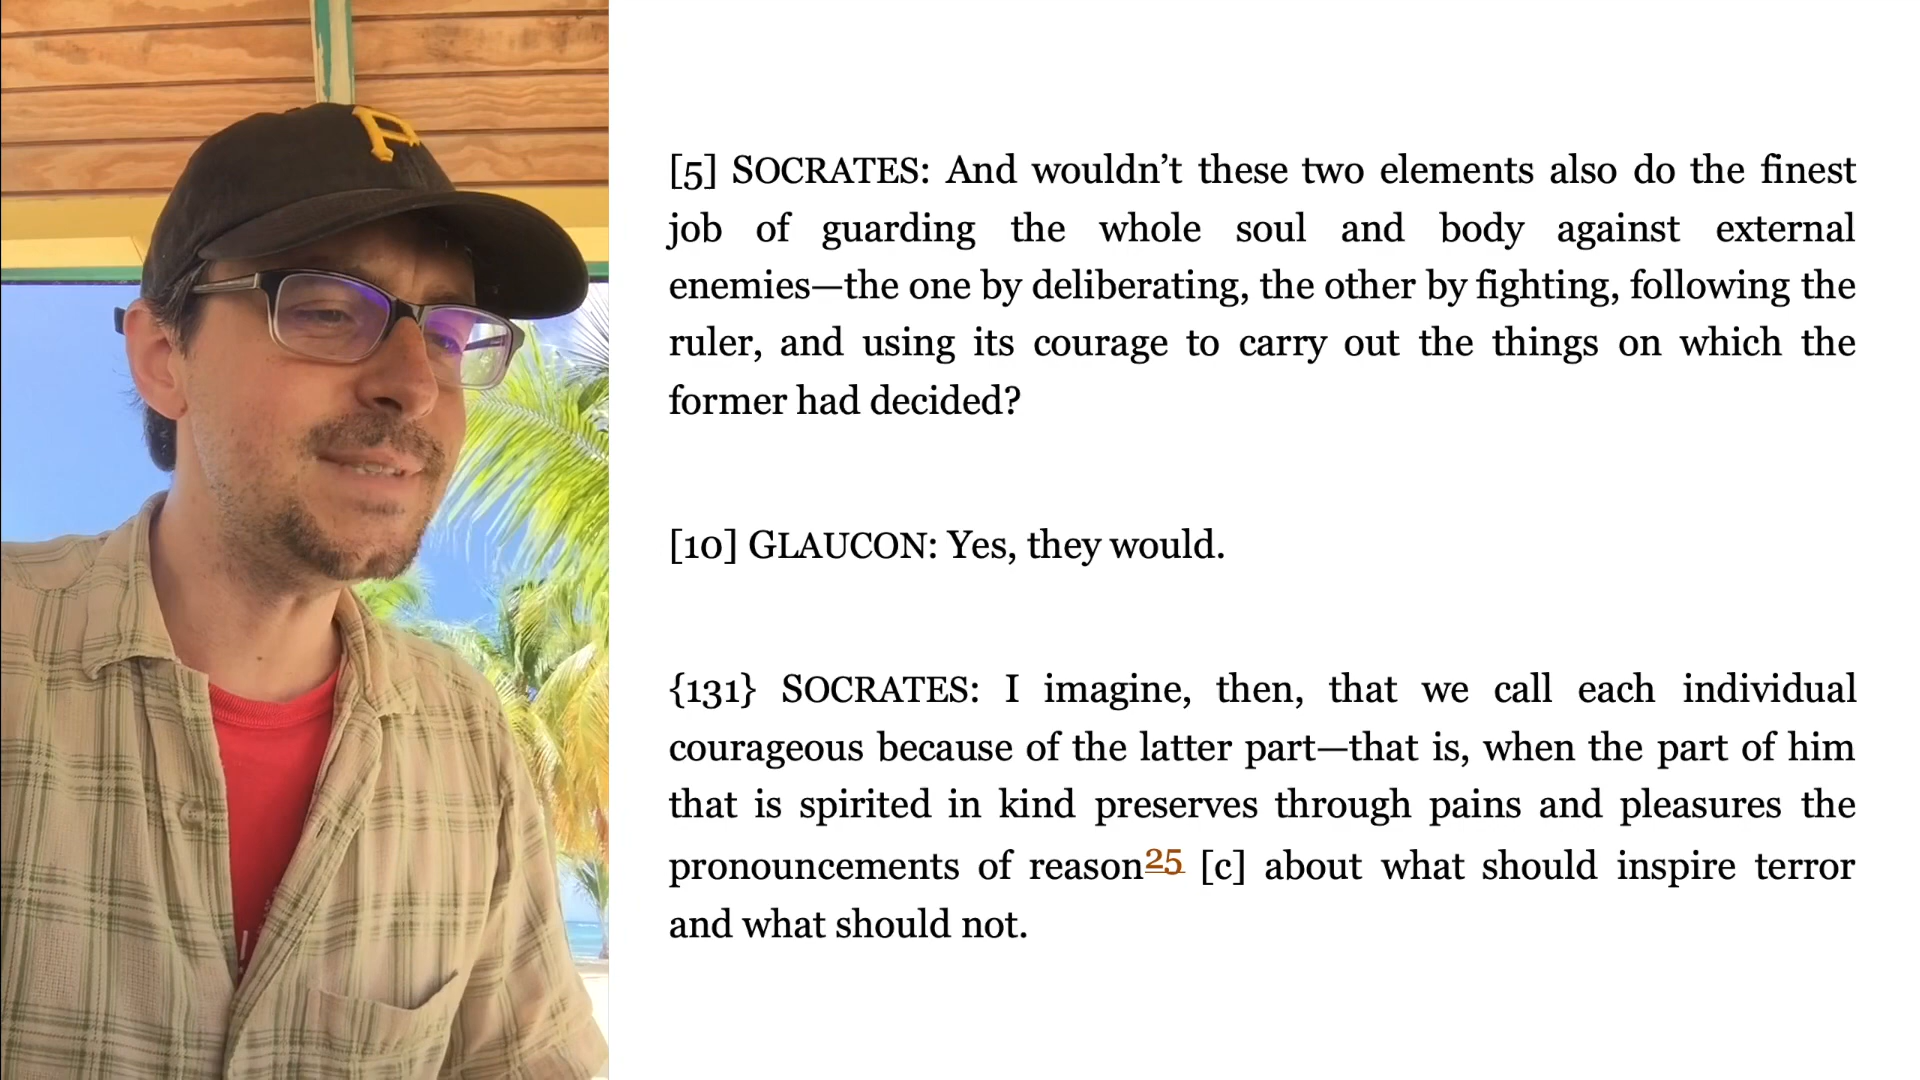 P
[5] SOCRATES: And wouldn’t these two elements also do the finest
job of guarding the whole soul and body against external
enemies—the one by deliberating, the other by fighting, following the
ruler, and using its courage to carry out the things on which the
former had decided?
[10] GLAUCON: Yes, they would.
{131} SOCRATES: I imagine, then, that we call each individual
courageous because of the latter part—that is, when the part of him
that is spirited in kind preserves through pains and pleasures the
pronouncements of reason25 [c] about what should inspire terror
and what should not.